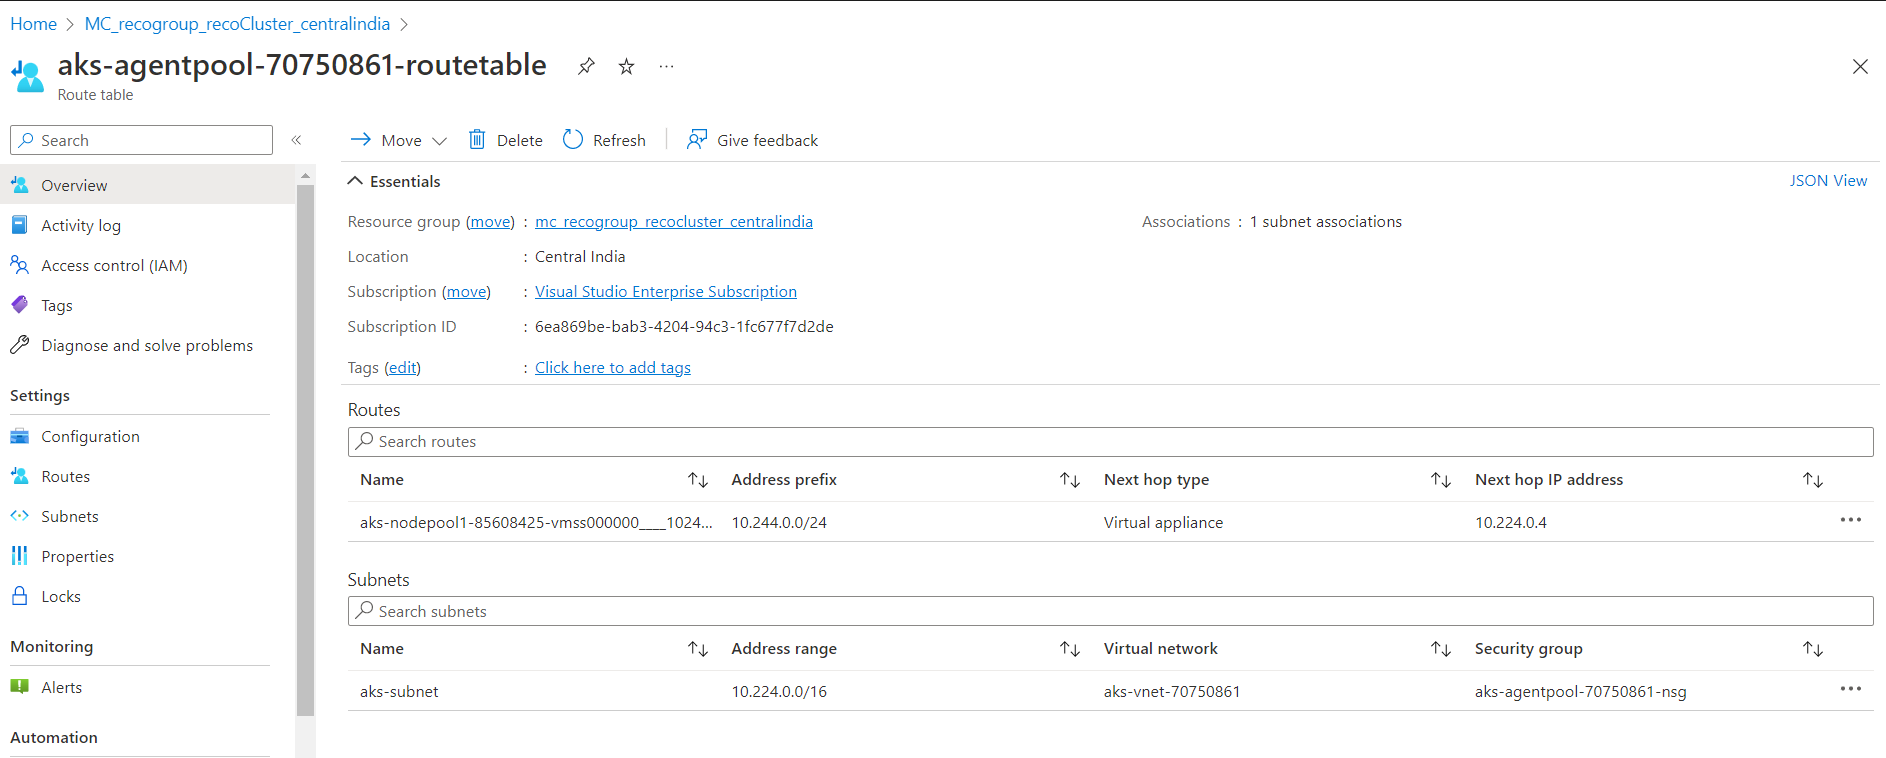 Home > MC_recogroup_recoCluster_centralindia >
aks-agentpool-70750861-routetable ...
Route table
Search
«
Overview
Activity log
Access control (IAM)
Tags
Diagnose and solve problems
Settings
Configuration
Routes
Subnets
Properties
Locks
Monitoring
Alerts
Automation
Move Delete Refresh Give feedback
Essentials JSON View
Resource group (move) : mc_recogroup_recocluster_centralindia Associations : 1 subnet associations
Location : Central India
Subscription (move) : Visual Studio Enterprise Subscription
Subscription ID : 6ea869be-bab3-4204-94c3-1fc677f7d2de
Tags (edit) : Click here to add tags
Routes
Search routes
Name Address prefix Next hop type Next hop IP address
aks-nodepool1-85608425-vmss000000____1024... 10.244.0.0/24 Virtual appliance 10.224.0.4 ...
Subnets
Search subnets
Name Address range Virtual network Security group
aks-subnet 10.224.0.0/16 aks-vnet-70750861 aks-agentpool-70750861-nsg ...